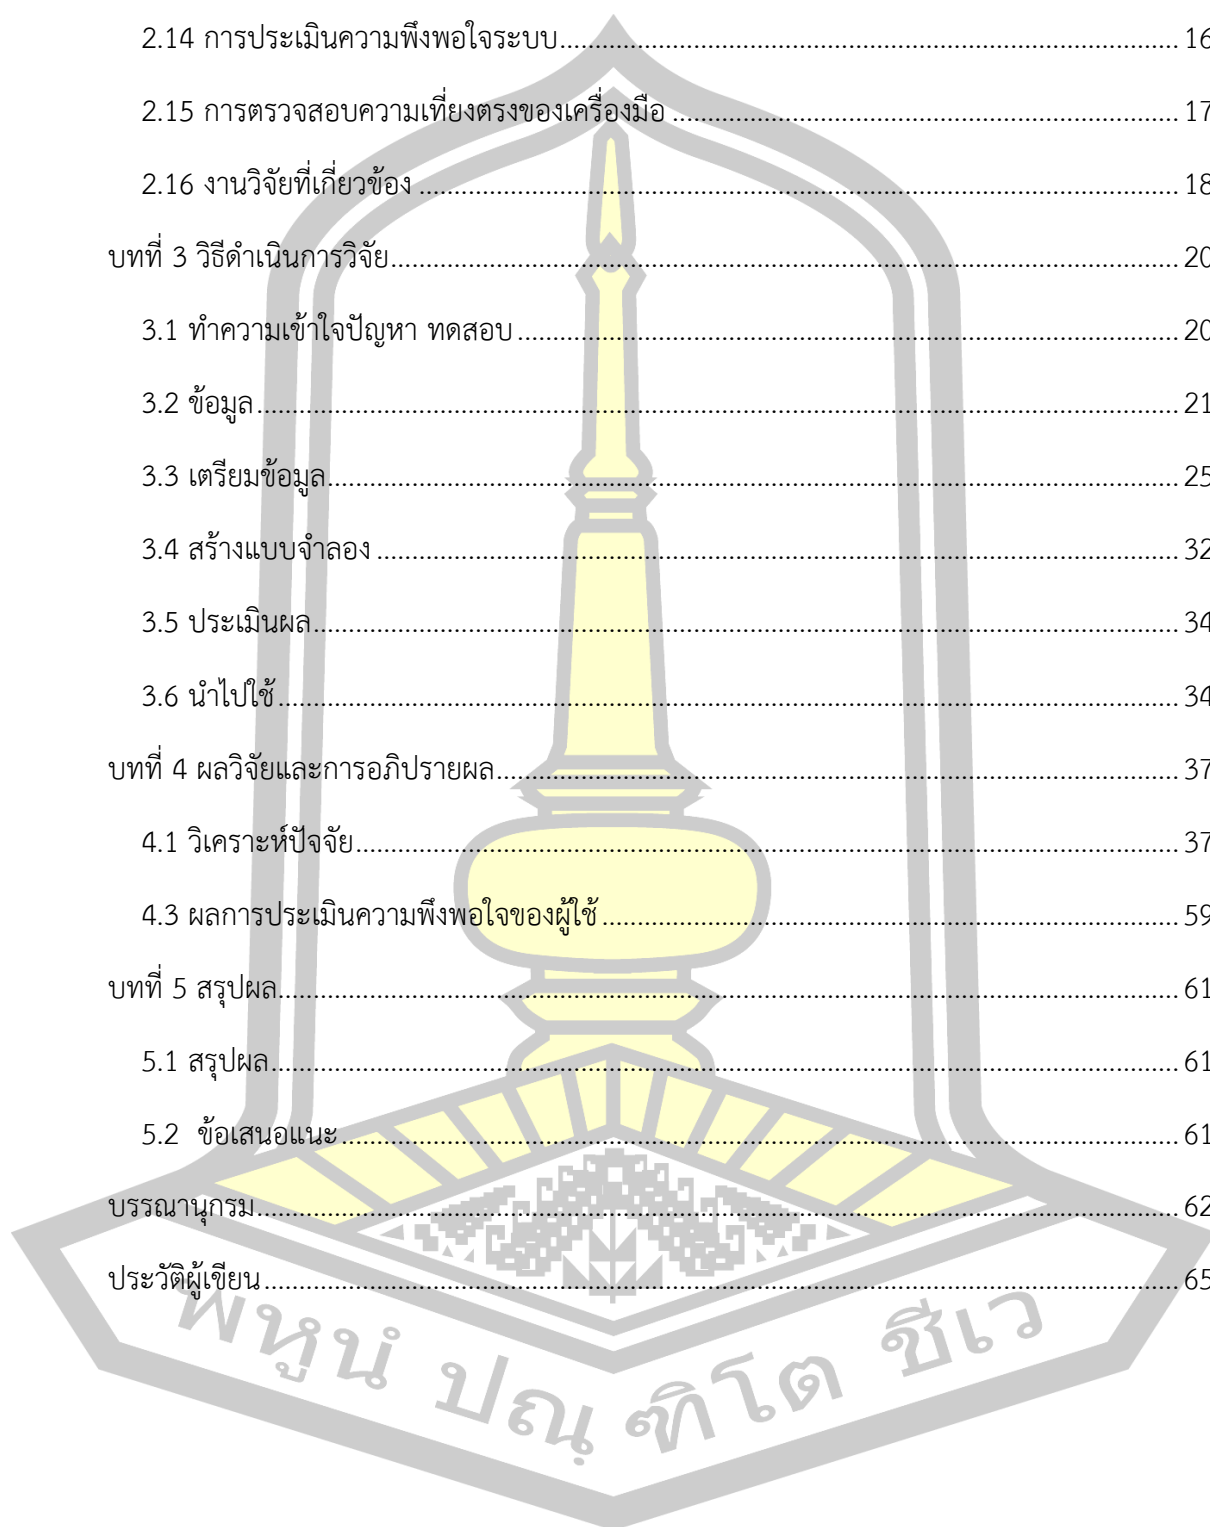 2.14 การประเมินความพึงพอใจระบบ 16
2.15 การตรวจสอบความเที่ยงตรงของเครื่องมือ 17
2.16 งานวิจัยที่เกี่ยวข้อง 18
บทที่ 3 วิธีดำเนินการวิจัย 20
3.1 ทำความเข้าใจปัญหา ทดสอบ 20
3.2 ข้อมูล 21
3.3 เตรียมข้อมูล 25
3.4 สร้างแบบจำลอง 32
3.5 ประเมินผล 34
3.6 นำไปใช้ 34
บทที่ 4 ผลวิจัยและการอภิปรายผล 37
4.1 วิเคราะห์ปัจจัย 37
4.3 ผลการประเมินความพึงพอใจของผู้ใช้ 59
บทที่ 5 สรุปผล 61
5.1 สรุปผล 61
5.2 ข้อเสนอแนะ 61
บรรณานุกรม 62
ประวัติผู้เขียน 65
พหูนํ ปณฺฑิโต ชีเว